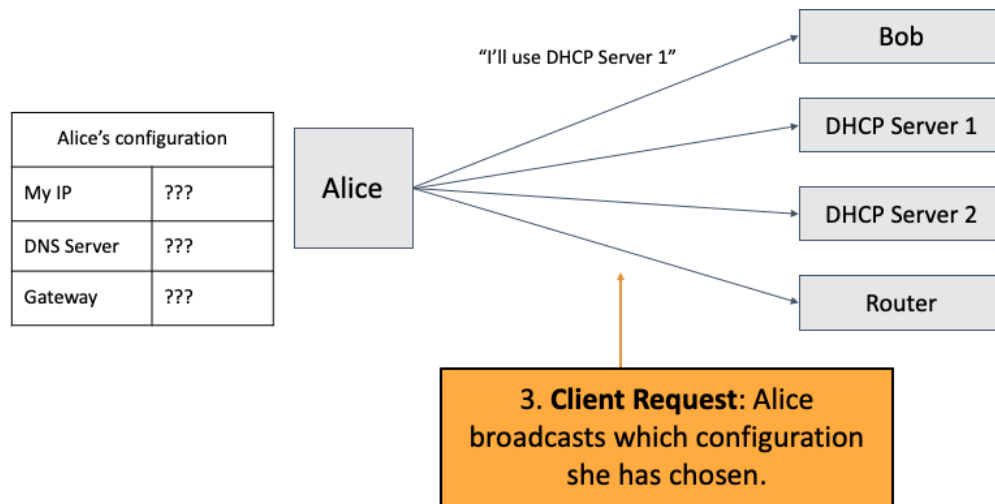 Bob
“I’ll use DHCP Server 1”
Alice’s configuration
My IP ???
DNS Server ???
Gateway ???
Alice
DHCP Server 1
DHCP Server 2
Router
3. Client Request: Alice
broadcasts which configuration
she has chosen.